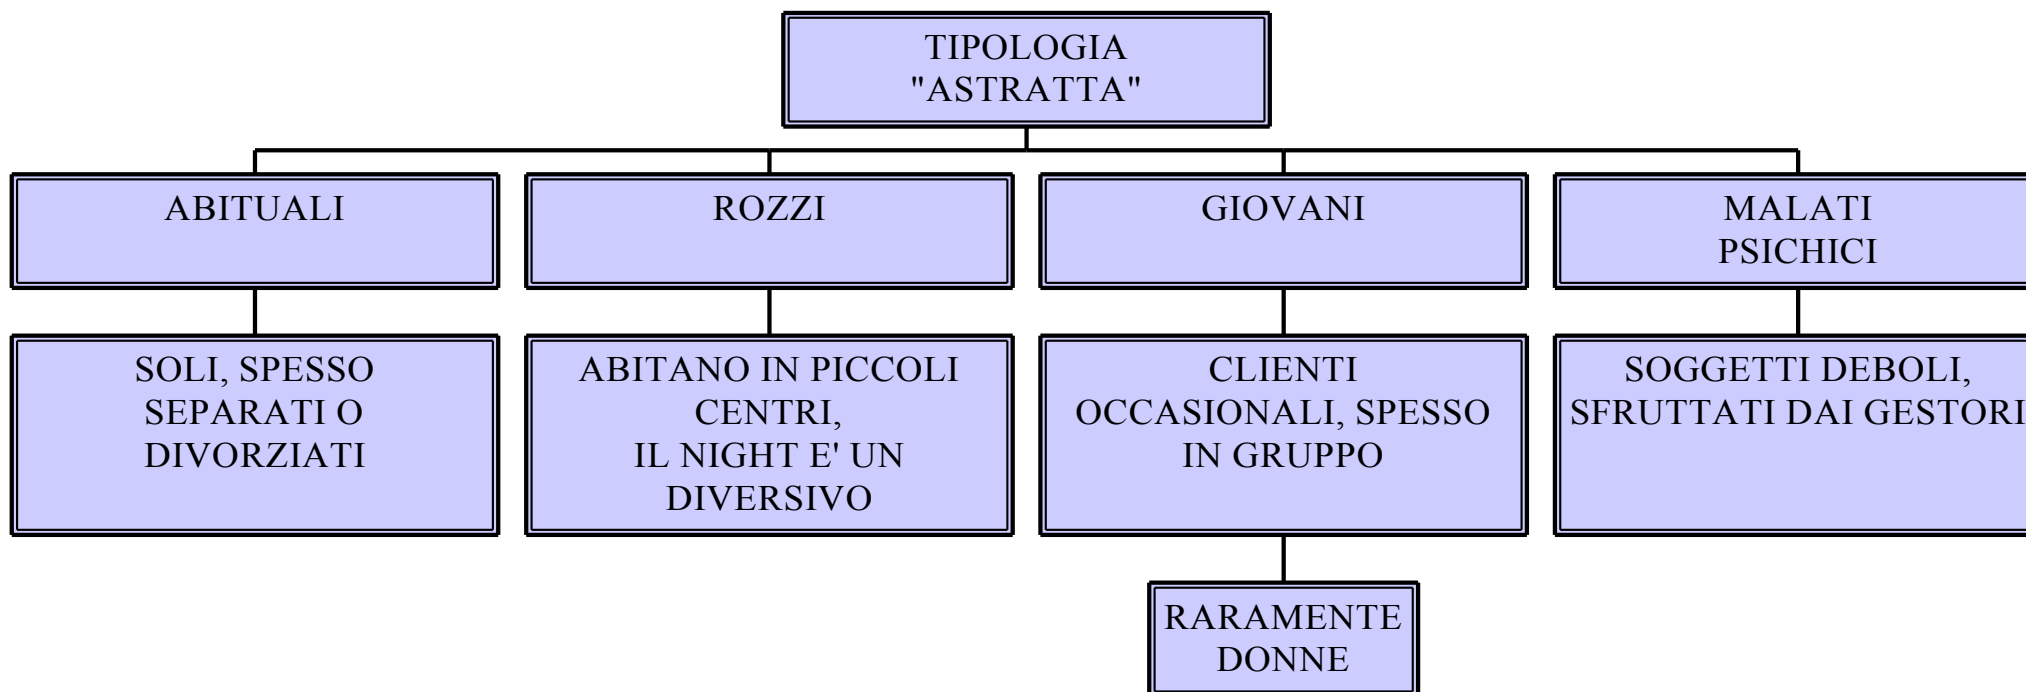 TIPOLOGIA
"ASTRATTA"
ABITUALI
ROZZI
GIOVANI
MALATI
PSICHICI
SOLI, SPESSO
SEPARATI O
DIVORZIATI
ABITANO IN PICCOLI
CENTRI,
IL NIGHT E' UN
DIVERSIVO
CLIENTI
OCCASIONALI, SPESSO
IN GRUPPO
SOGGETTI DEBOLI,
SFRUTTATI DAI GESTORI
RARAMENTE
DONNE